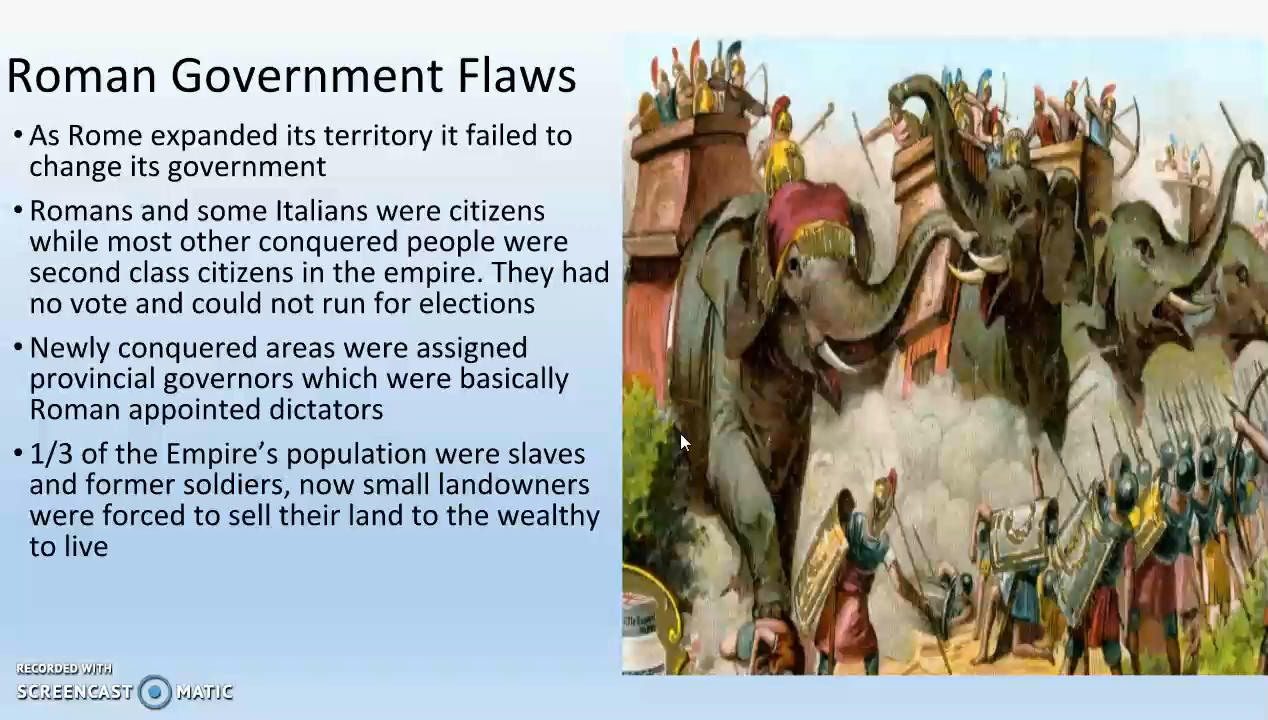 Roman Government Flaws
• As Rome expanded its territory it failed to
change its government
• Romans and some Italians were citizens
while most other conquered people were
second class citizens in the empire. They had
no vote and could not run for elections
• Newly conquered areas were assigned
provincial governors which were basically
Roman appointed dictators
• 1/3 of the Empire’s population were slaves
and former soldiers, now small landowners
were forced to sell their land to the wealthy
to live
RECORDED WITH
SCREENCAST MATIC